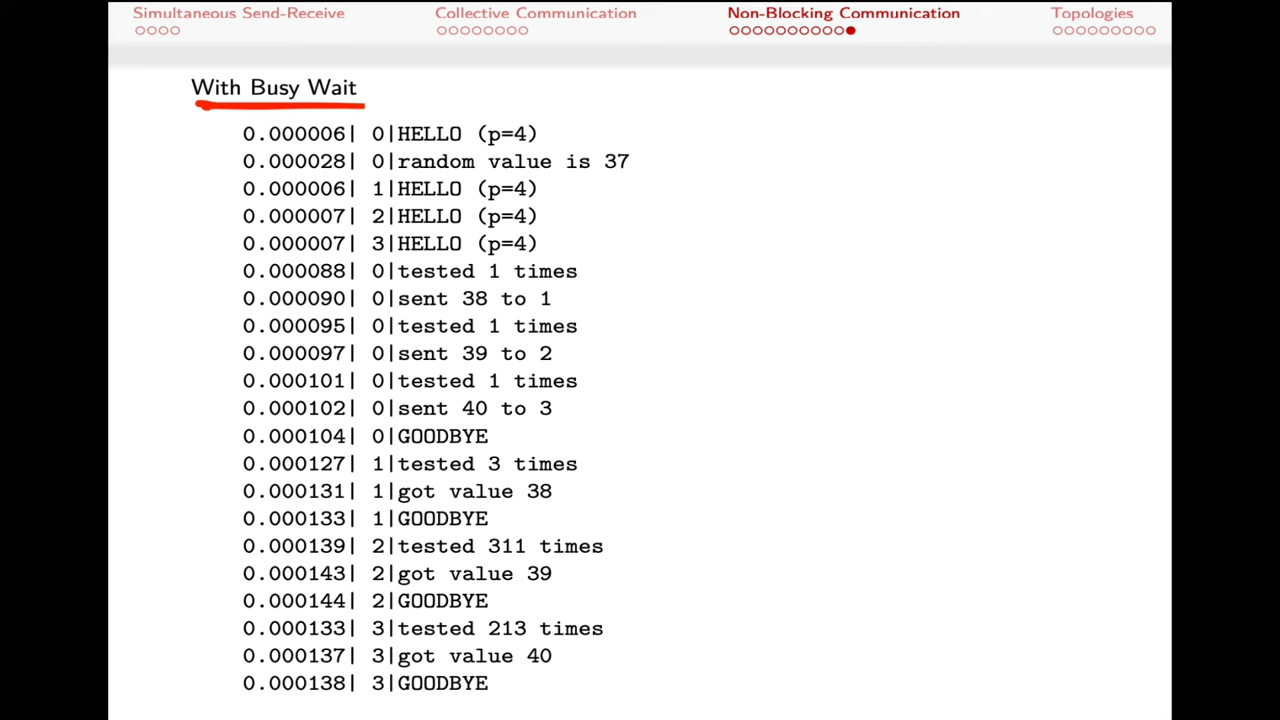 Simultaneous Send-Receive Collective Communication Non-Blocking Communication Topologies
With Busy Wait
0.000006| 0|HELLO (p=4)
0.000028| 0|random value is 37
0.000006| 1|HELLO (p=4)
0.000007| 2|HELLO (p=4)
0.000007| 3|HELLO (p=4)
0.000088| 0|tested 1 times
0.000090| 0|sent 38 to 1
0.000095| 0|tested 1 times
0.000097| 0|sent 39 to 2
0.000101| 0|tested 1 times
0.000102| 0|sent 40 to 3
0.000104| 0|GOODBYE
0.000127| 1|tested 3 times
0.000131| 1|got value 38
0.000133| 1|GOODBYE
0.000139| 2|tested 311 times
0.000143| 2|got value 39
0.000144| 2|GOODBYE
0.000133| 3|tested 213 times
0.000137| 3|got value 40
0.000138| 3|GOODBYE